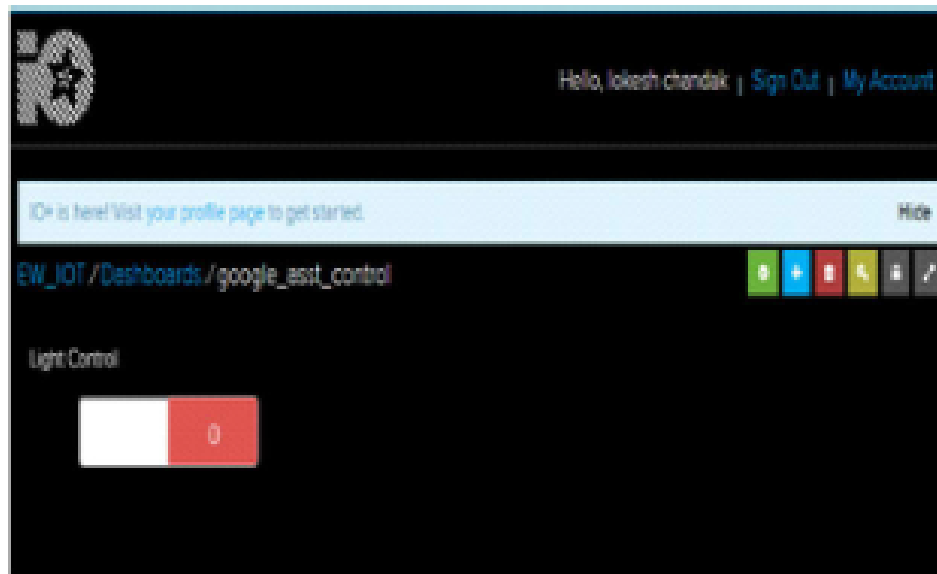 iO
Hello, lokesh chandak | Sign Out | My Account
IO+ is here! Visit your profile page to get started.
Hide
EW_IOT / Dashboards / google_asst_control
Light Control
0